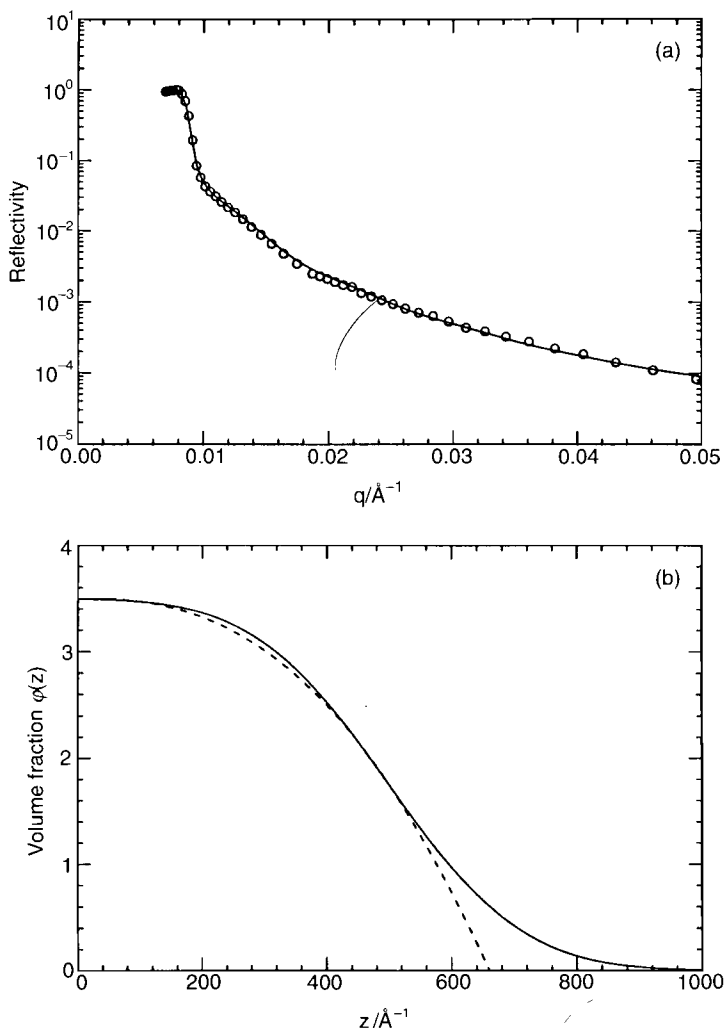 (a)
10¹
10⁰
10⁻¹
10⁻²
10⁻³
10⁻⁴
10⁻⁵
Reflectivity
0.00 0.01 0.02 0.03 0.04 0.05
q/Å⁻¹
(b)
4
3
2
1
0
Volume fraction φ(z)
0 200 400 600 800 1000
z/Å⁻¹